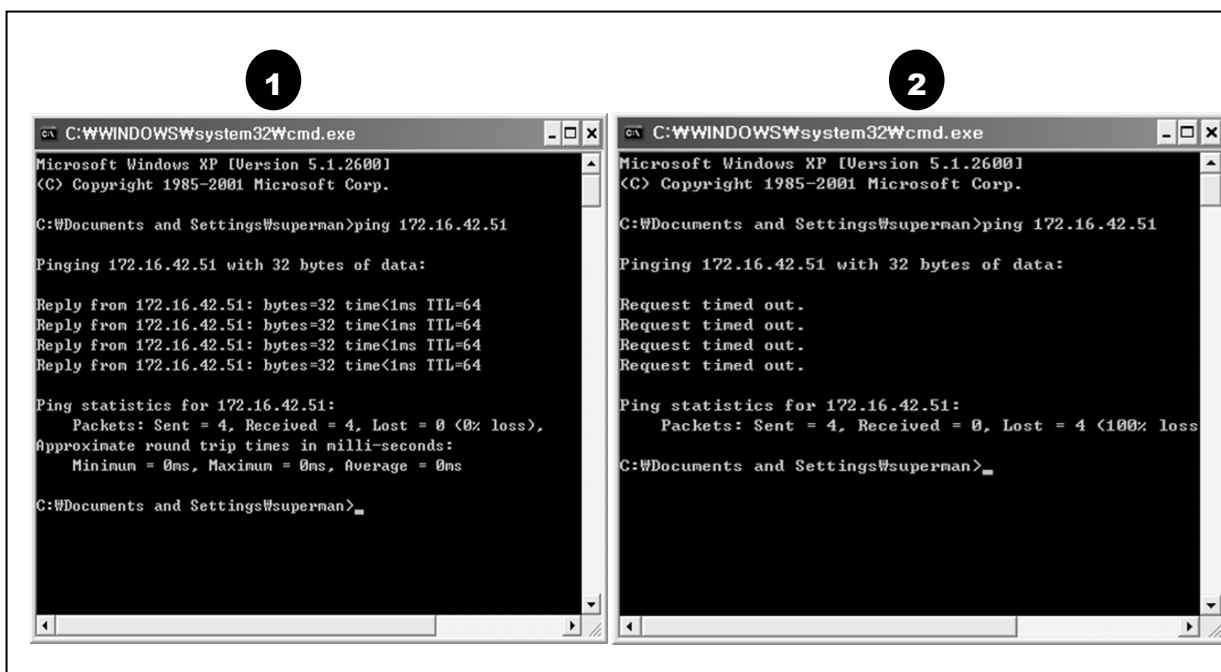 1
C:₩WINDOWS₩system32₩cmd.exe
Microsoft Windows XP [Version 5.1.2600]
(C) Copyright 1985-2001 Microsoft Corp.
C:₩Documents and Settings₩superman>ping 172.16.42.51
Pinging 172.16.42.51 with 32 bytes of data:
Reply from 172.16.42.51: bytes=32 time<1ms TTL=64
Reply from 172.16.42.51: bytes=32 time<1ms TTL=64
Reply from 172.16.42.51: bytes=32 time<1ms TTL=64
Reply from 172.16.42.51: bytes=32 time<1ms TTL=64
Ping statistics for 172.16.42.51:
Packets: Sent = 4, Received = 4, Lost = 0 (0% loss),
Approximate round trip times in milli-seconds:
Minimum = 0ms, Maximum = 0ms, Average = 0ms
C:₩Documents and Settings₩superman>_
2
C:₩WINDOWS₩system32₩cmd.exe
Microsoft Windows XP [Version 5.1.2600]
(C) Copyright 1985-2001 Microsoft Corp.
C:₩Documents and Settings₩superman>ping 172.16.42.51
Pinging 172.16.42.51 with 32 bytes of data:
Request timed out.
Request timed out.
Request timed out.
Request timed out.
Ping statistics for 172.16.42.51:
Packets: Sent = 4, Received = 0, Lost = 4 (100% loss
C:₩Documents and Settings₩superman>_